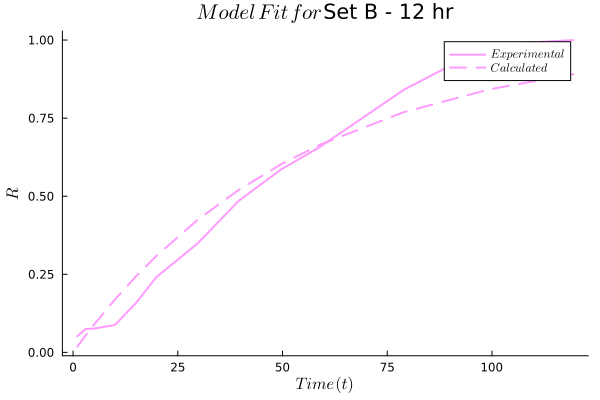 Model Fit for Set B - 12 hr
1.00
Experimental
Calculated
0.75
R
0.50
0.25
0.00
0 25 50 75 100
Time(t)